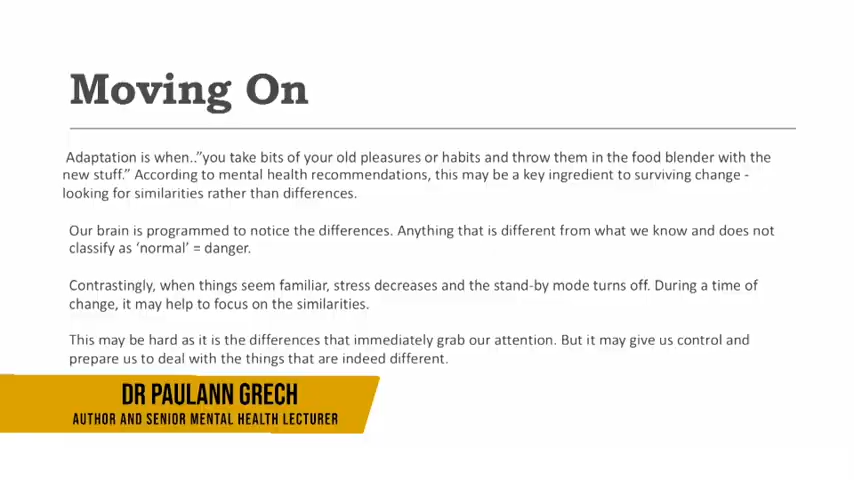 Moving On
Adaptation is when..”you take bits of your old pleasures or habits and throw them in the food blender with the
new stuff.” According to mental health recommendations, this may be a key ingredient to surviving change -
looking for similarities rather than differences.
Our brain is programmed to notice the differences. Anything that is different from what we know and does not
classify as ‘normal’ = danger.
Contrastingly, when things seem familiar, stress decreases and the stand-by mode turns off. During a time of
change, it may help to focus on the similarities.
This may be hard as it is the differences that immediately grab our attention. But it may give us control and
prepare us to deal with the things that are indeed different.
DR PAULANN GRECH
AUTHOR AND SENIOR MENTAL HEALTH LECTURER